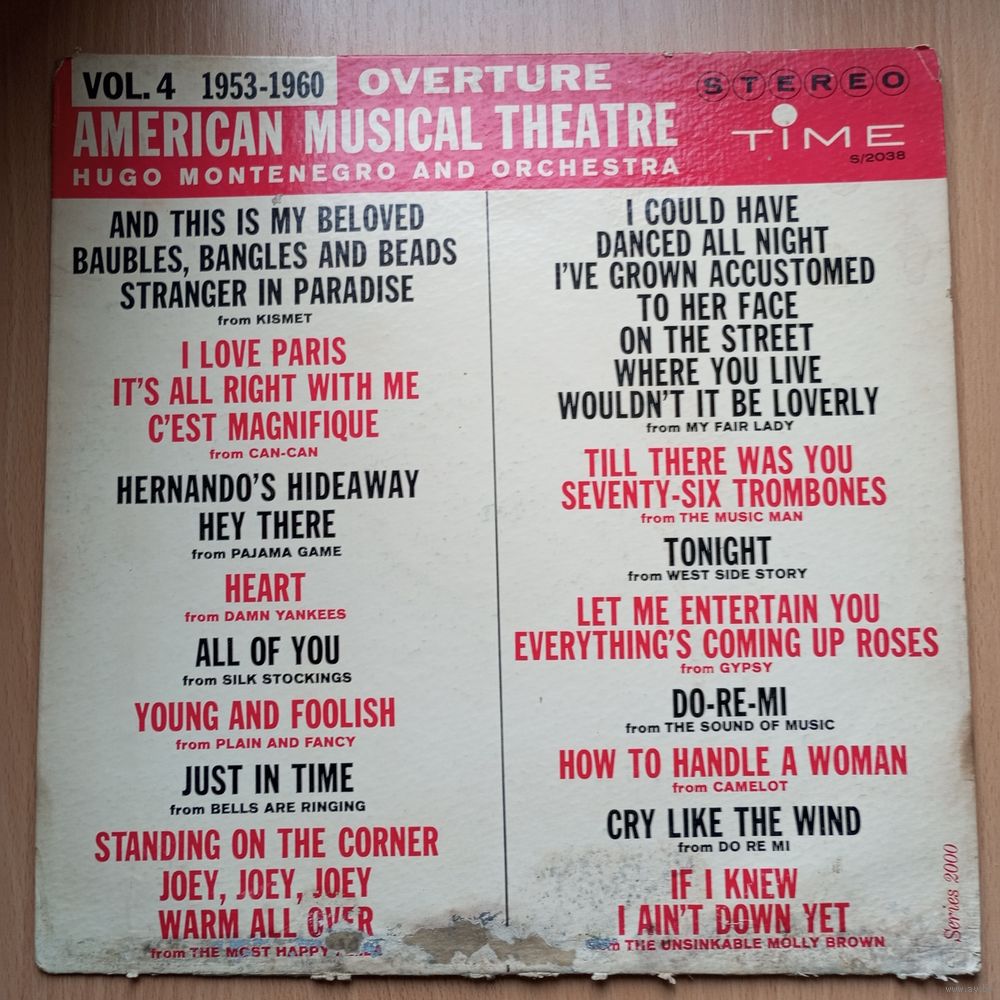 VOL. 4 1953-1960
OVERTURE
STEREO
AMERICAN MUSICAL THEATRE
TIME
S/2038
HUGO MONTENEGRO AND ORCHESTRA
AND THIS IS MY BELOVED
BAUBLES, BANGLES AND BEADS
STRANGER IN PARADISE
from KISMET
I LOVE PARIS
IT'S ALL RIGHT WITH ME
C'EST MAGNIFIQUE
from CAN-CAN
HERNANDO'S HIDEAWAY
HEY THERE
from PAJAMA GAME
HEART
from DAMN YANKEES
ALL OF YOU
from SILK STOCKINGS
YOUNG AND FOOLISH
from PLAIN AND FANCY
JUST IN TIME
from BELLS ARE RINGING
STANDING ON THE CORNER
JOEY, JOEY, JOEY
WARM ALL OVER
from THE MOST HAPPY
I COULD HAVE
DANCED ALL NIGHT
I'VE GROWN ACCUSTOMED
TO HER FACE
ON THE STREET
WHERE YOU LIVE
WOULDN'T IT BE LOVERLY
from MY FAIR LADY
TILL THERE WAS YOU
SEVENTY-SIX TROMBONES
from THE MUSIC MAN
TONIGHT
from WEST SIDE STORY
LET ME ENTERTAIN YOU
EVERYTHING'S COMING UP ROSES
from GYPSY
DO-RE-MI
from THE SOUND OF MUSIC
HOW TO HANDLE A WOMAN
from CAMELOT
CRY LIKE THE WIND
from DO RE MI
IF I KNEW
I AIN'T DOWN YET
from THE UNSINKABLE MOLLY BROWN
Series 2000